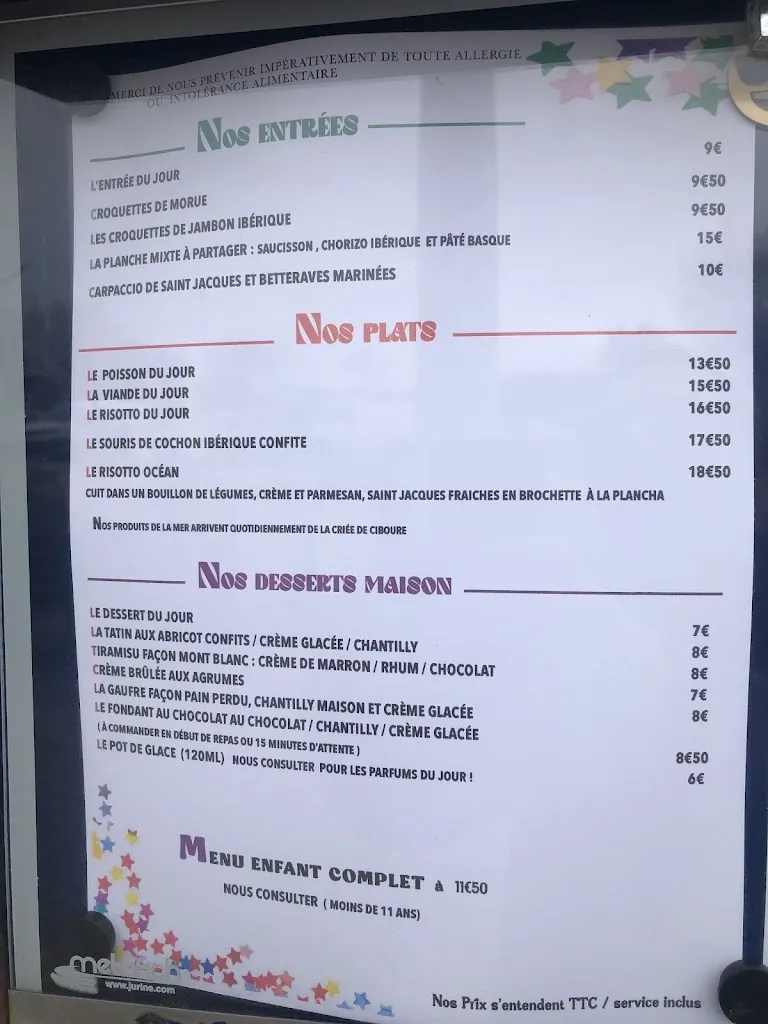 MERCI DE NOUS PRÉVENIR IMPÉRATIVEMENT DE TOUTE ALLERGIE
OU INTOLÉRANCE ALIMENTAIRE
NOS ENTRÉES
L'ENTRÉE DU JOUR 9€
CROQUETTES DE MORUE 9€50
LES CROQUETTES DE JAMBON IBÉRIQUE 9€50
LA PLANCHE MIXTE À PARTAGER : SAUCISSON , CHORIZO IBÉRIQUE ET PÂTÉ BASQUE 15€
CARPACCIO DE SAINT JACQUES ET BETTERAVES MARINÉES 10€
NOS PLATS
LE POISSON DU JOUR 13€50
LA VIANDE DU JOUR 15€50
LE RISOTTO DU JOUR 16€50
LE SOURIS DE COCHON IBÉRIQUE CONFITE 17€50
LE RISOTTO OCÉAN 18€50
CUIT DANS UN BOUILLON DE LÉGUMES, CRÈME ET PARMESAN, SAINT JACQUES FRAICHES EN BROCHETTE À LA PLANCHA
NOS PRODUITS DE LA MER ARRIVENT QUOTIDIENNEMENT DE LA CRIÉE DE CIBOURE
NOS DESSERTS MAISON
LE DESSERT DU JOUR 7€
LA TATIN AUX ABRICOT CONFITS / CRÈME GLACÉE / CHANTILLY 8€
TIRAMISU FAÇON MONT BLANC : CRÈME DE MARRON / RHUM / CHOCOLAT 8€
CRÈME BRÛLÉE AUX AGRUMES 7€
LA GAUFRE FAÇON PAIN PERDU, CHANTILLY MAISON ET CRÈME GLACÉE 8€
LE FONDANT AU CHOCOLAT AU CHOCOLAT / CHANTILLY / CRÈME GLACÉE 8€50
( À COMMANDER EN DÉBUT DE REPAS OU 15 MINUTES D'ATTENTE )
LE POT DE GLACE (120ML) NOUS CONSULTER POUR LES PARFUMS DU JOUR ! 6€
MENU ENFANT COMPLET à 11€50
NOUS CONSULTER ( MOINS DE 11 ANS)
www.jurine.com
Nos Prix s'entendent TTC / service inclus